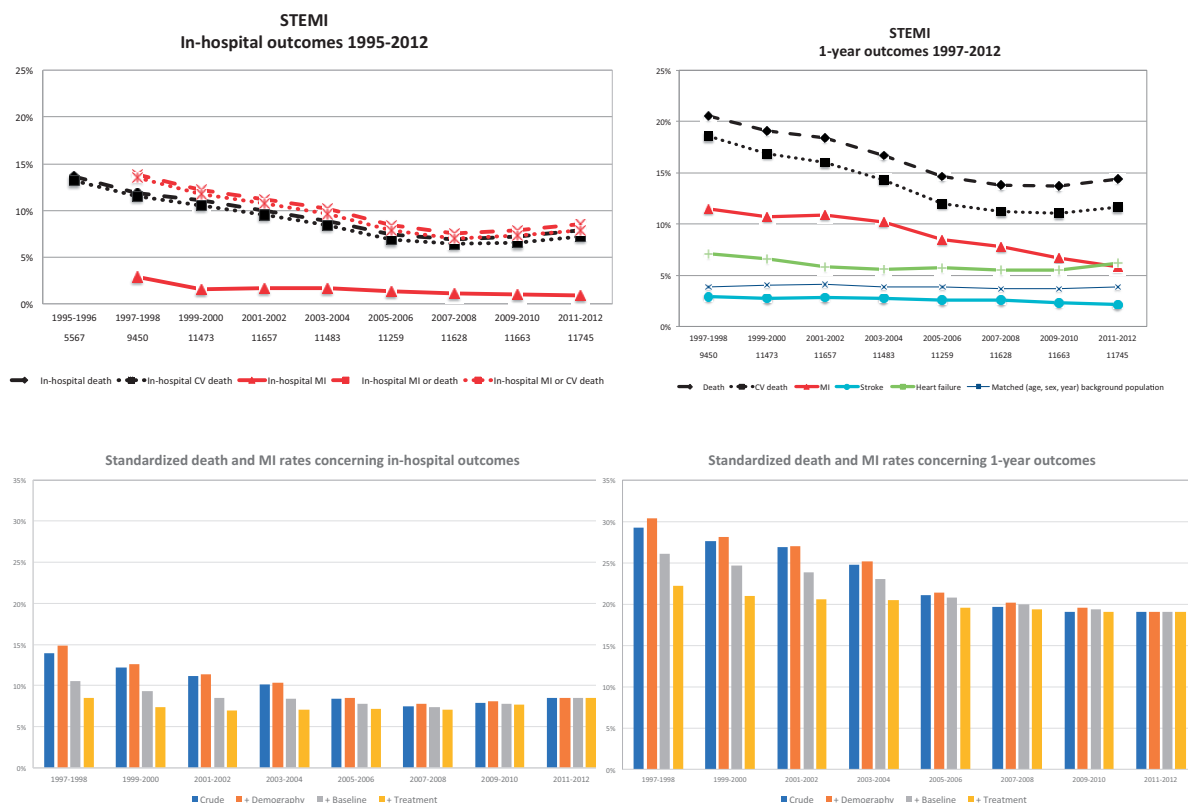 STEMI
In-hospital outcomes 1995-2012
25%
20%
15%
10%
5%
0%
1995-1996 1997-1998 1999-2000 2001-2002 2003-2004 2005-2006 2007-2008 2009-2010 2011-2012
5567 9450 11473 11657 11483 11259 11628 11663 11745
In-hospital death In-hospital CV death In-hospital MI In-hospital MI or death In-hospital MI or CV death
STEMI
1-year outcomes 1997-2012
25%
20%
15%
10%
5%
0%
1997-1998 1999-2000 2001-2002 2003-2004 2005-2006 2007-2008 2009-2010 2011-2012
9450 11473 11657 11483 11259 11628 11663 11745
Death CV death MI Stroke Heart failure Matched (age, sex, year) background population
Standardized death and MI rates concerning in-hospital outcomes
35%
30%
25%
20%
15%
10%
5%
0%
1997-1998 1999-2000 2001-2002 2003-2004 2005-2006 2007-2008 2009-2010 2011-2012
Crude + Demography + Baseline + Treatment
Standardized death and MI rates concerning 1-year outcomes
35%
30%
25%
20%
15%
10%
5%
0%
1997-1998 1999-2000 2001-2002 2003-2004 2005-2006 2007-2008 2009-2010 2011-2012
Crude + Demography + Baseline + Treatment